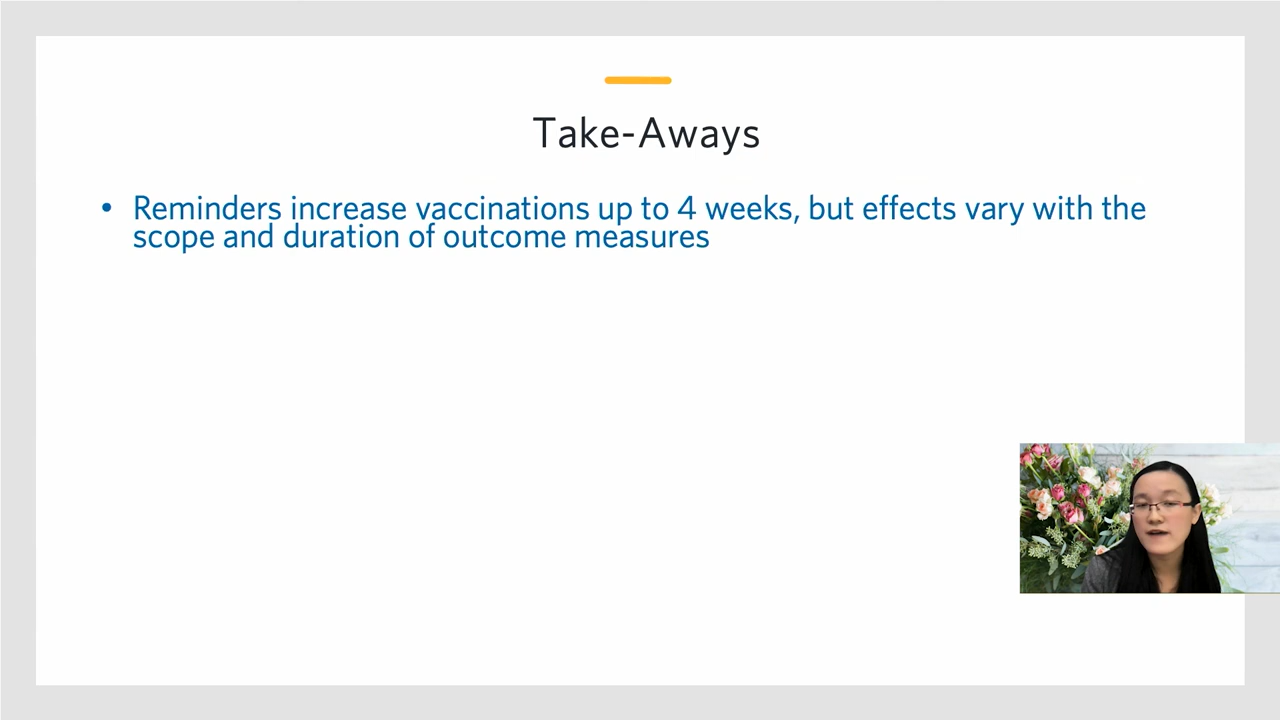 Take-Aways
• Reminders increase vaccinations up to 4 weeks, but effects vary with the
scope and duration of outcome measures